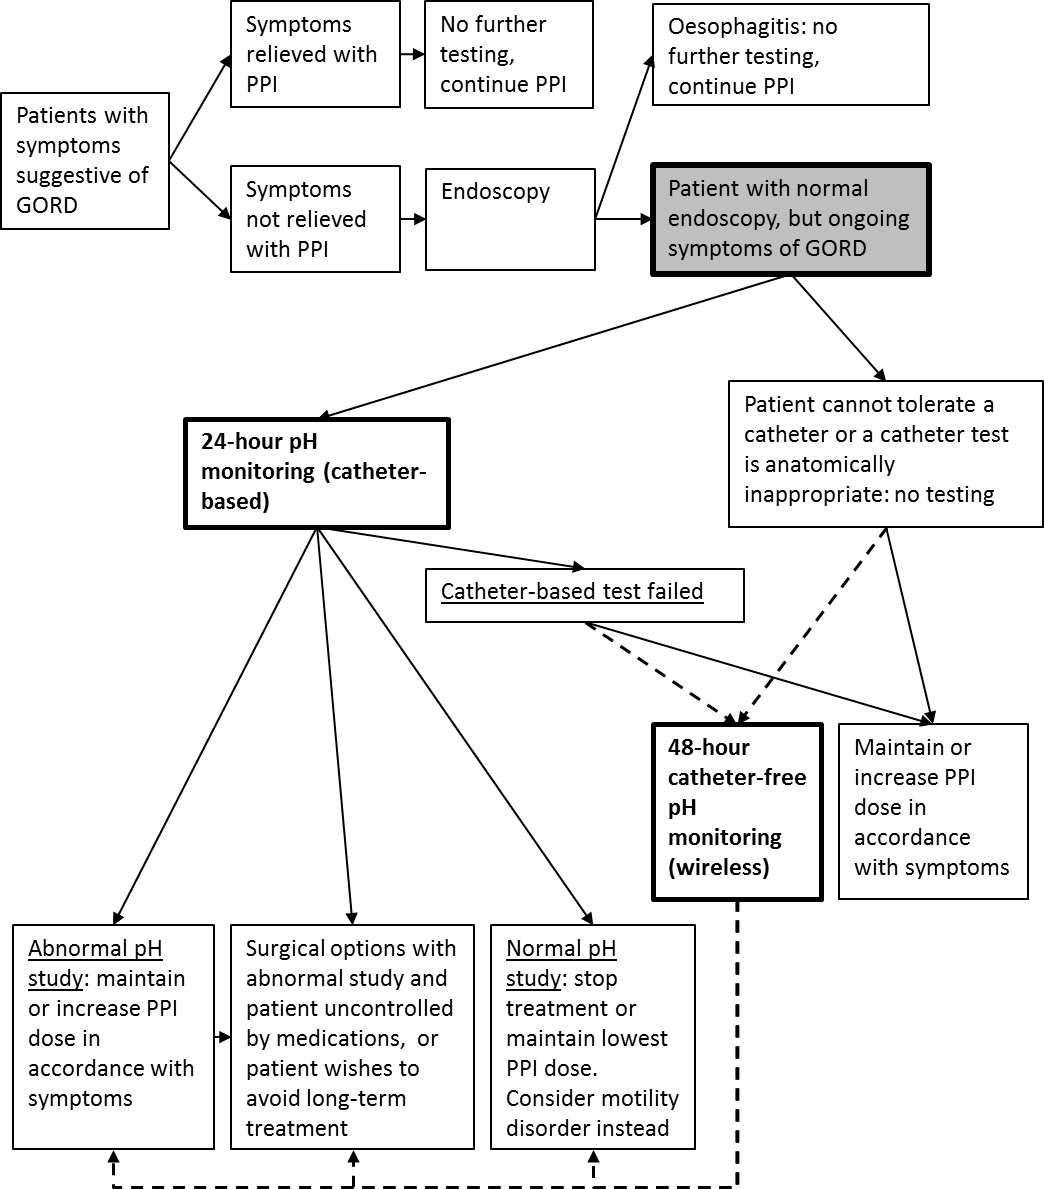 Patients with
symptoms
suggestive of
GORD
Symptoms
relieved with
PPI
No further
testing,
continue PPI
Oesophagitis: no
further testing,
continue PPI
Symptoms
not relieved
with PPI
Endoscopy
Patient with normal
endoscopy, but ongoing
symptoms of GORD
24-hour pH
monitoring (catheter-
based)
Patient cannot tolerate a
catheter or a catheter test
is anatomically
inappropriate: no testing
Catheter-based test failed
48-hour
catheter-free
pH
monitoring
(wireless)
Maintain or
increase PPI
dose in
accordance
with symptoms
Abnormal pH
study: maintain
or increase PPI
dose in
accordance with
symptoms
Surgical options with
abnormal study and
patient uncontrolled
by medications, or
patient wishes to
avoid long-term
treatment
Normal pH
study: stop
treatment or
maintain lowest
PPI dose.
Consider motility
disorder instead